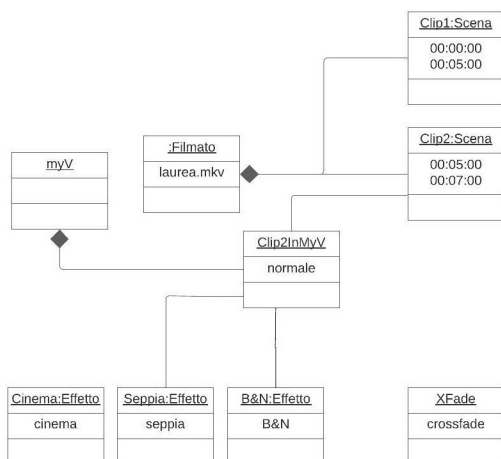 Clip1:Scena
00:00:00
00:05:00
:Filmato
laurea.mkv
Clip2:Scena
00:05:00
00:07:00
myV
Clip2InMyV
normale
Cinema:Effetto
cinema
Seppia:Effetto
seppia
B&N:Effetto
B&N
XFade
crossfade